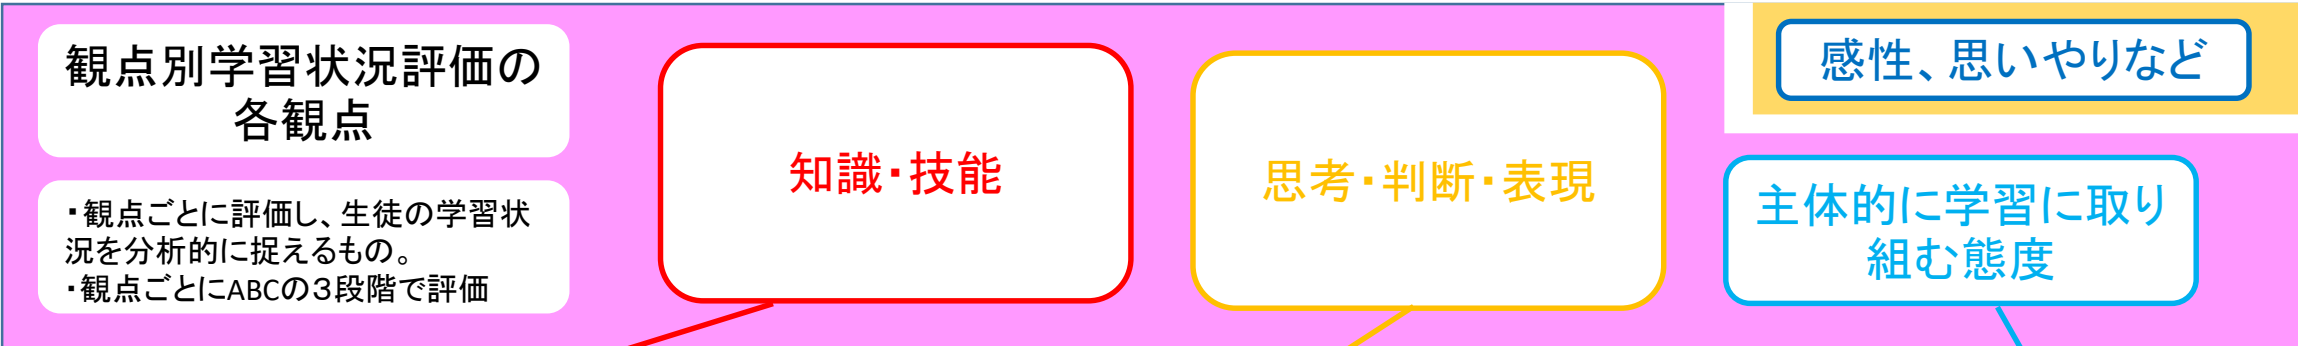 観点別学習状況評価の
各観点
・観点ごとに評価し、生徒の学習状
況を分析的に捉えるもの。
・観点ごとにABCの３段階で評価
知識・技能
思考・判断・表現
感性、思いやりなど
主体的に学習に取り
組む態度